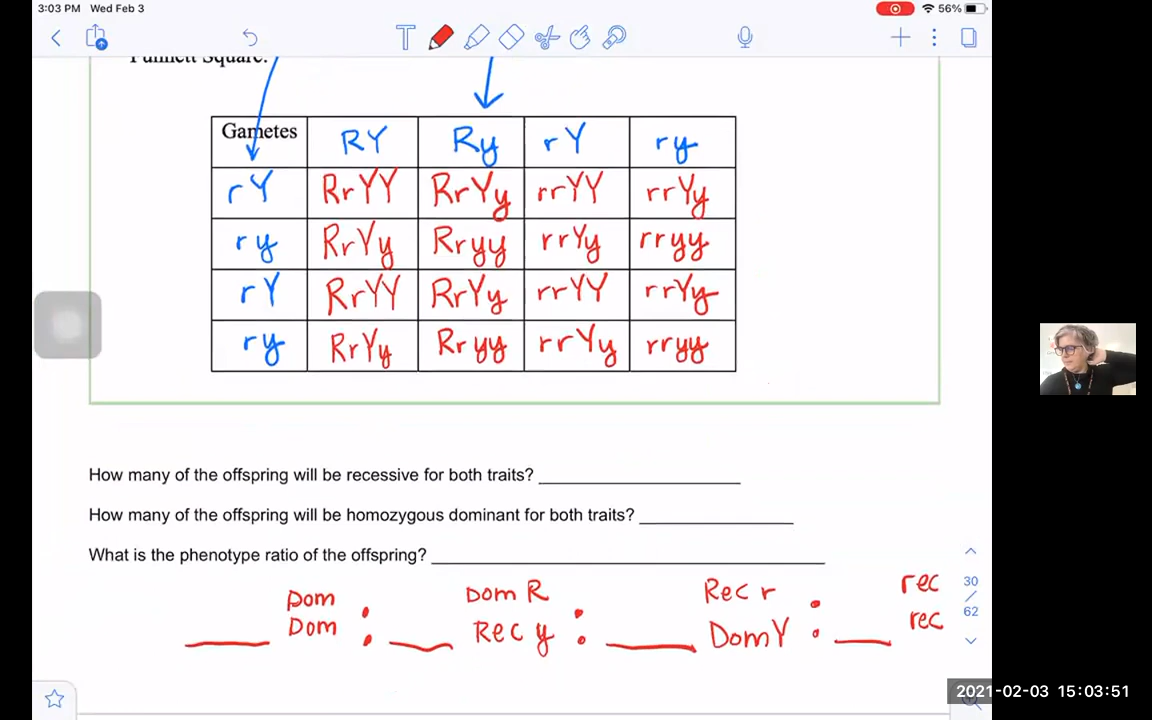 3:03 PM Wed Feb 3 56%
Punnett Square.
Gametes RY Ry rY ry
rY RrYY RrYy rrYY rrYy
ry RrYy Rryy rrYy rryy
rY RrYY RrYy rrYY rrYy
ry RrYy Rryy rrYy rryy
How many of the offspring will be recessive for both traits?
How many of the offspring will be homozygous dominant for both traits?
What is the phenotype ratio of the offspring?
30
/
62
Dom : Dom R : Rec r : rec
Dom Rec y Dom Y rec
2021-02-03 15:03:51